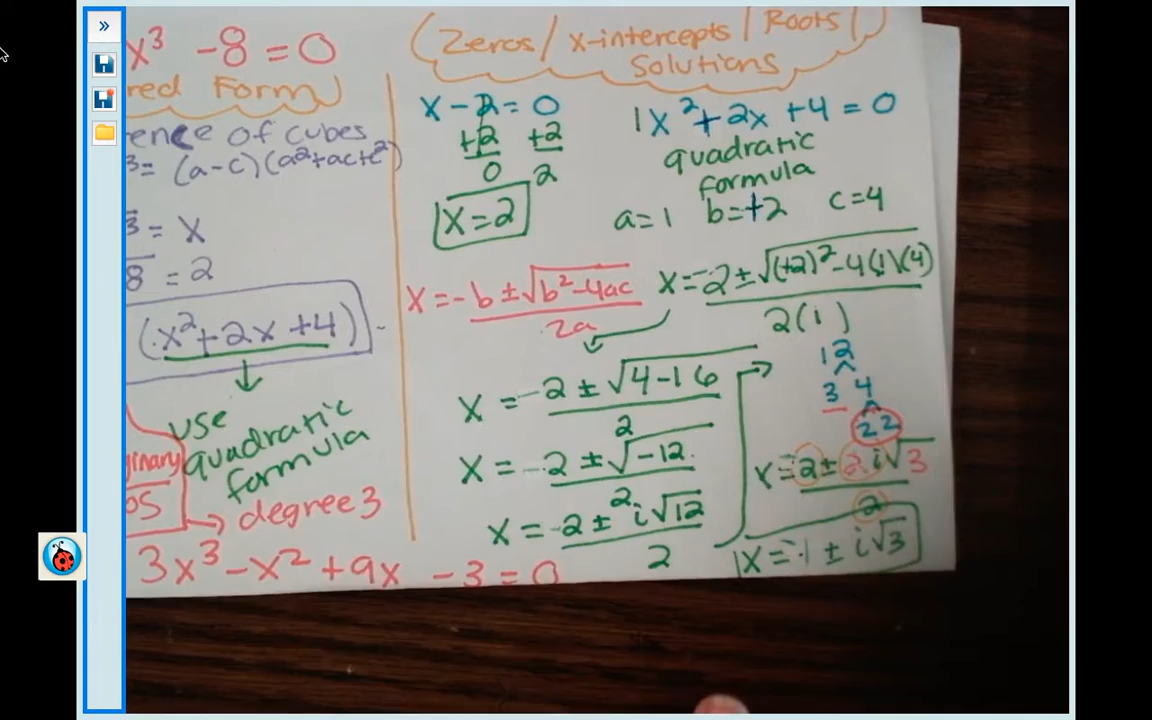 »
x³ -8 = 0
red Form)
ence of cubes
³= (a-c)(a²+ac+c²)
3 = x
8 = 2
(x²+2x+4)
use
quadratic
formula
ginary
os
degree 3
3x³-x²+9x -3=0
(Zeros/x-intercepts/Roots/
Solutions
x-2=0
+2 +2
0 2
x=2
1x²+2x+4=0
quadratic
formula
a=1 b=+2 c=4
x=-b±√b²-4ac
2a
x=-2±√(+2)²-4(1)(4)
2(1)
x=-2±√4-16
2
x=-2±√-12
2
x=-2±i√12
2
12
3 4
2 2
x=-2±2i√3
2
x=-1±i√3